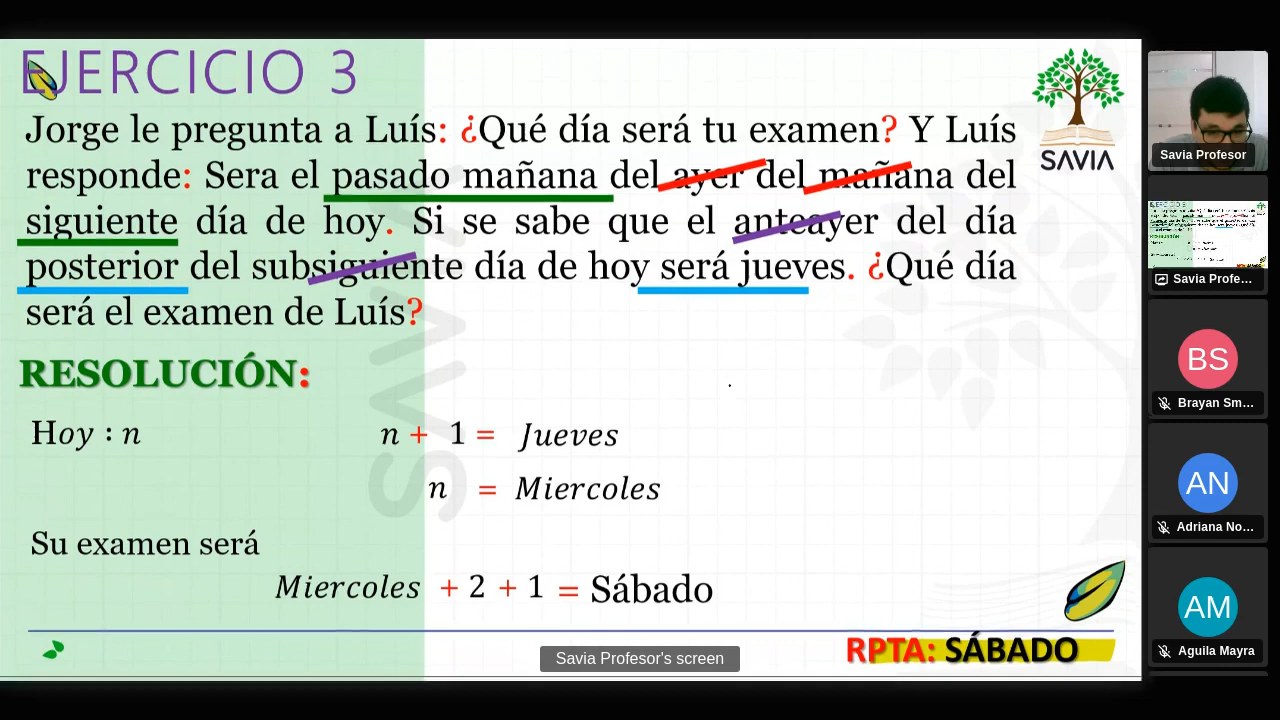 EJERCICIO 3
Jorge le pregunta a Luís: ¿Qué día será tu examen? Y Luís
responde: Sera el pasado mañana del ayer del mañana del
siguiente día de hoy. Si se sabe que el anteayer del día
posterior del subsiguiente día de hoy será jueves. ¿Qué día
será el examen de Luís?
SAVIA
RESOLUCIÓN:
Hoy : n
n + 1 = Jueves
n = Miercoles
Su examen será
Miercoles + 2 + 1 = Sábado
RPTA: SÁBADO
Savia Profesor's screen
Savia Profesor
Savia Profe...
BS
Brayan Sm...
AN
Adriana No...
AM
Aguila Mayra